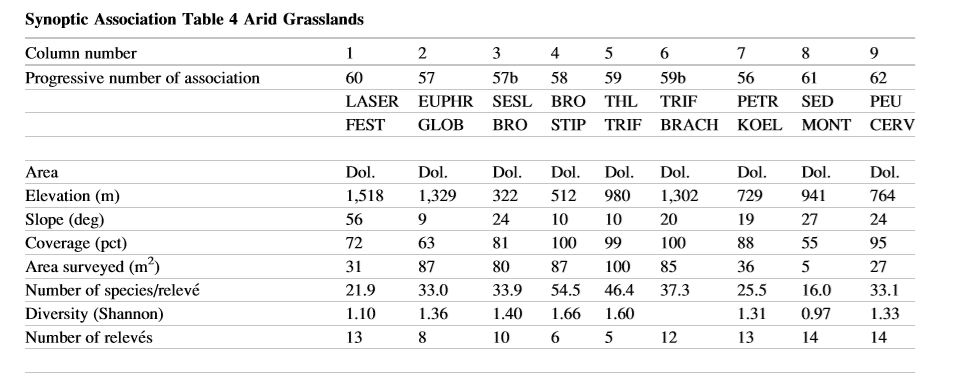 Synoptic Association Table 4 Arid Grasslands
Column number 1 2 3 4 5 6 7 8 9
Progressive number of association 60 57 57b 58 59 59b 56 61 62
LASER EUPHR SESL BRO THL TRIF PETR SED PEU
FEST GLOB BRO STIP TRIF BRACH KOEL MONT CERV
Area Dol. Dol. Dol. Dol. Dol. Dol. Dol. Dol. Dol.
Elevation (m) 1,518 1,329 322 512 980 1,302 729 941 764
Slope (deg) 56 9 24 10 10 20 19 27 24
Coverage (pct) 72 63 81 100 99 100 88 55 95
Area surveyed (m²) 31 87 80 87 100 85 36 5 27
Number of species/relevé 21.9 33.0 33.9 54.5 46.4 37.3 25.5 16.0 33.1
Diversity (Shannon) 1.10 1.36 1.40 1.66 1.60 1.31 0.97 1.33
Number of relevés 13 8 10 6 5 12 13 14 14